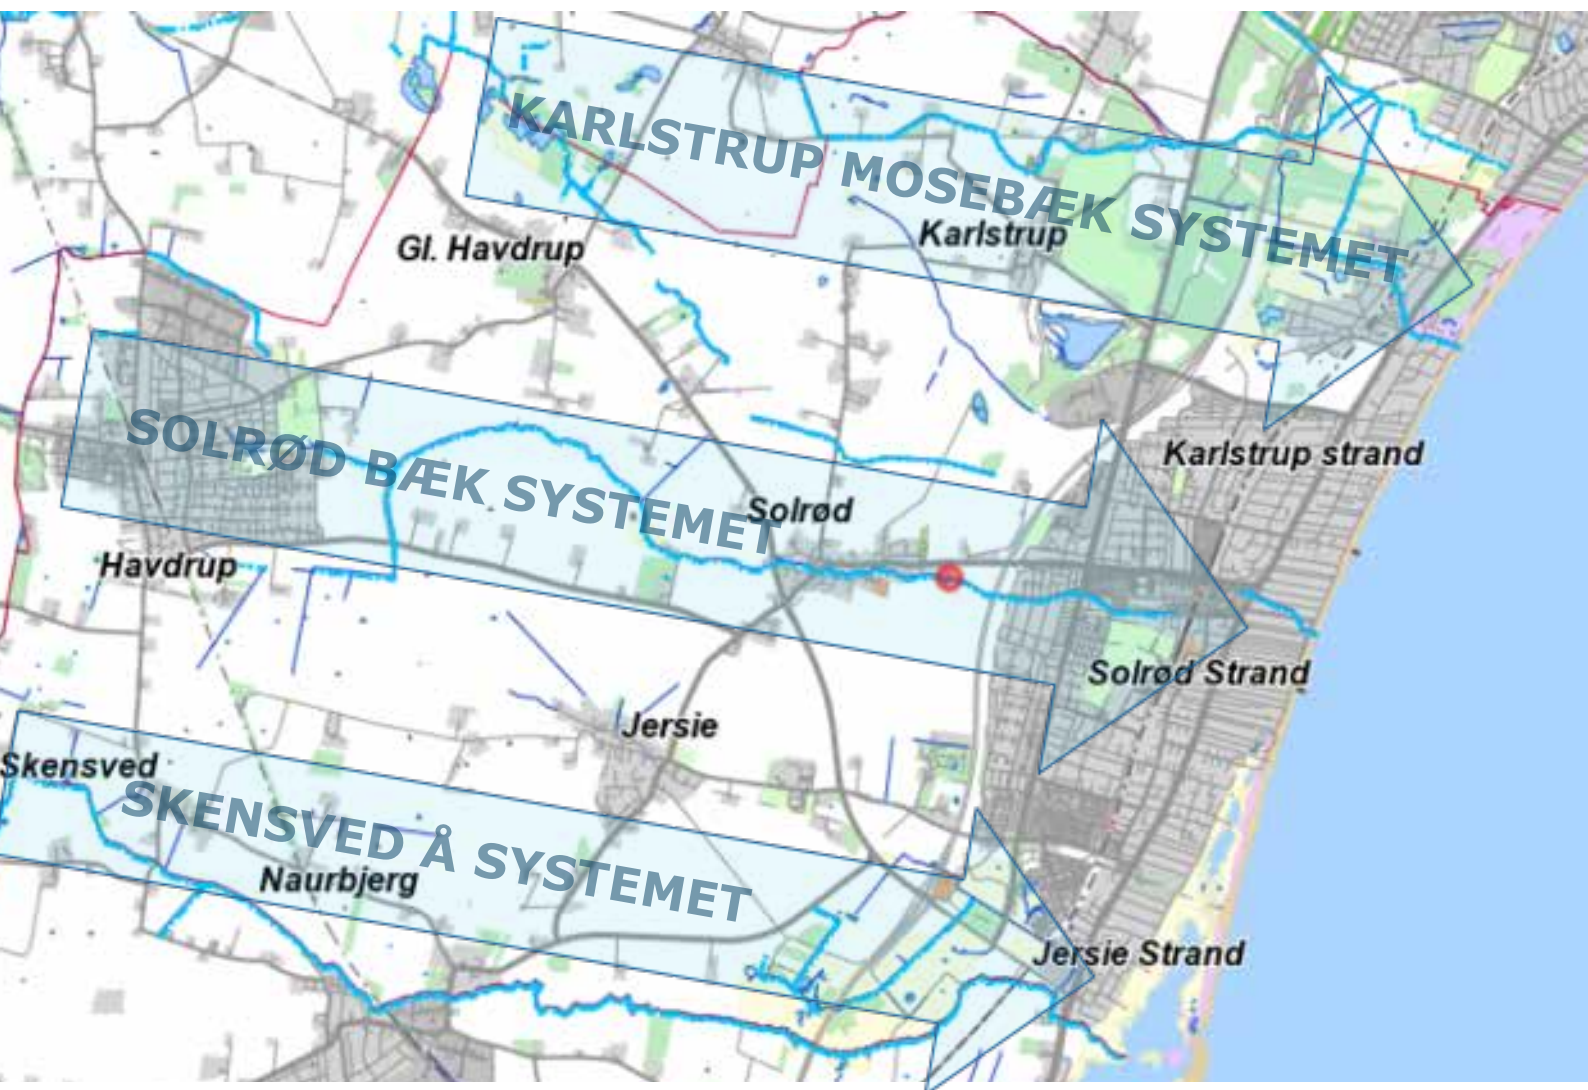 KARLSTRUP MOSEBÆK SYSTEMET
Gl. Havdrup
Karlstrup
SOLRØD BÆK SYSTEMET
Karlstrup strand
Solrød
Havdrup
Solrød Strand
Jersie
Skensved
SKENSVED Å SYSTEMET
Naurbjerg
Jersie Strand